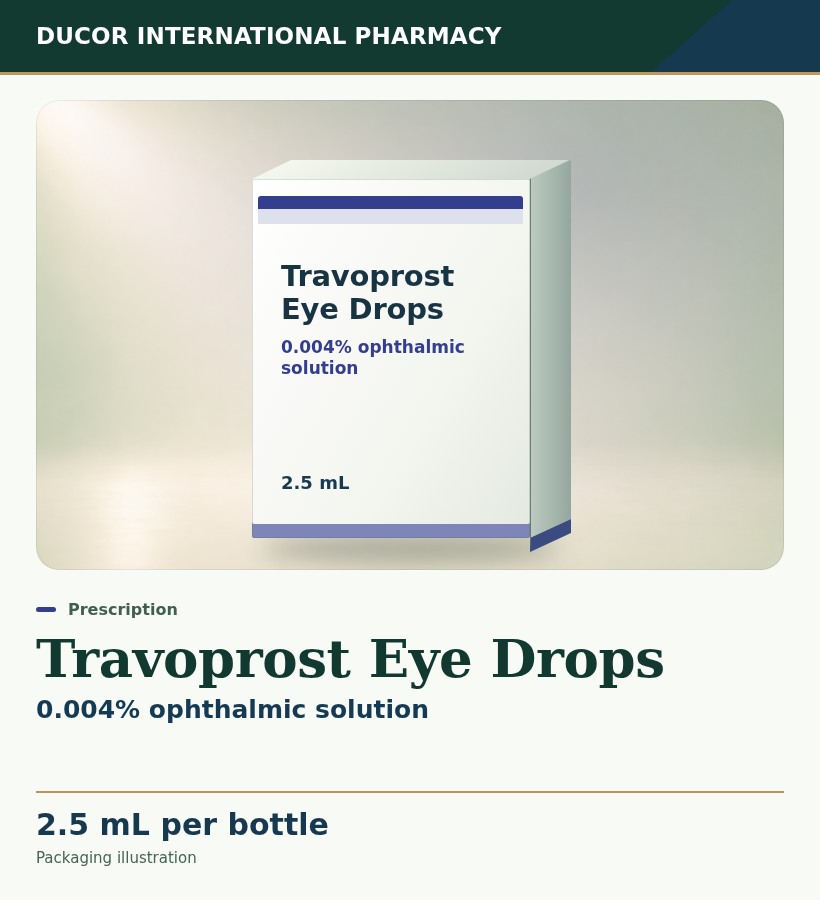 DUCOR INTERNATIONAL PHARMACY
Travoprost
Eye Drops
0.004% ophthalmic
solution
2.5 mL
Prescription
Travoprost Eye Drops
0.004% ophthalmic solution
2.5 mL per bottle
Packaging illustration